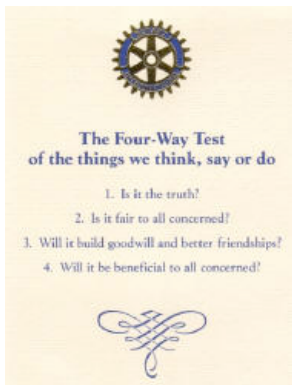 The Four-Way Test
of the things we think, say or do
1. Is it the truth?
2. Is it fair to all concerned?
3. Will it build goodwill and better friendships?
4. Will it be beneficial to all concerned?